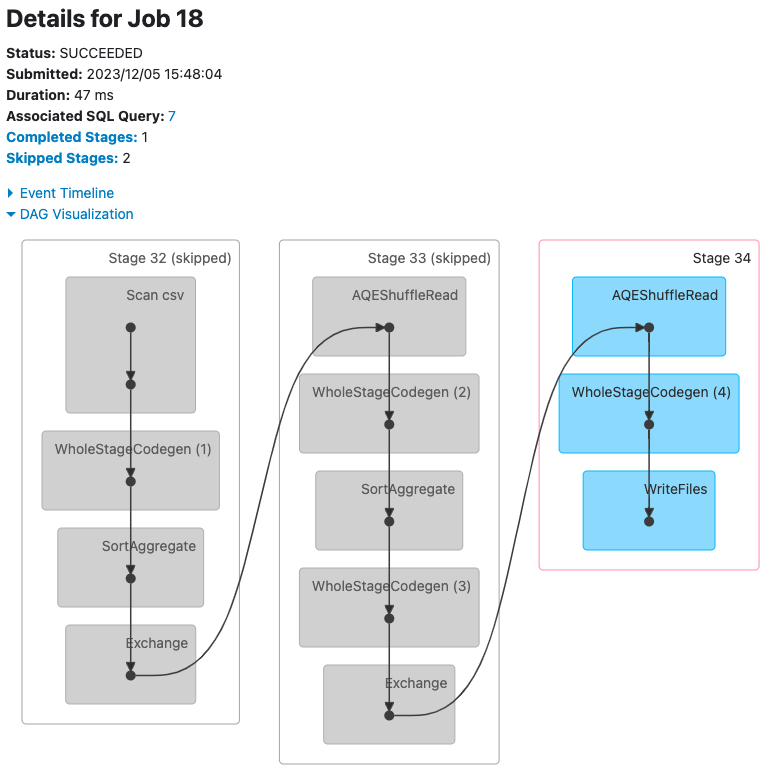 Details for Job 18
Status: SUCCEEDED
Submitted: 2023/12/05 15:48:04
Duration: 47 ms
Associated SQL Query: 7
Completed Stages: 1
Skipped Stages: 2
Event Timeline
DAG Visualization
Stage 32 (skipped)
Scan csv
WholeStageCodegen (1)
SortAggregate
Exchange
Stage 33 (skipped)
AQEShuffleRead
WholeStageCodegen (2)
SortAggregate
WholeStageCodegen (3)
Exchange
Stage 34
AQEShuffleRead
WholeStageCodegen (4)
WriteFiles